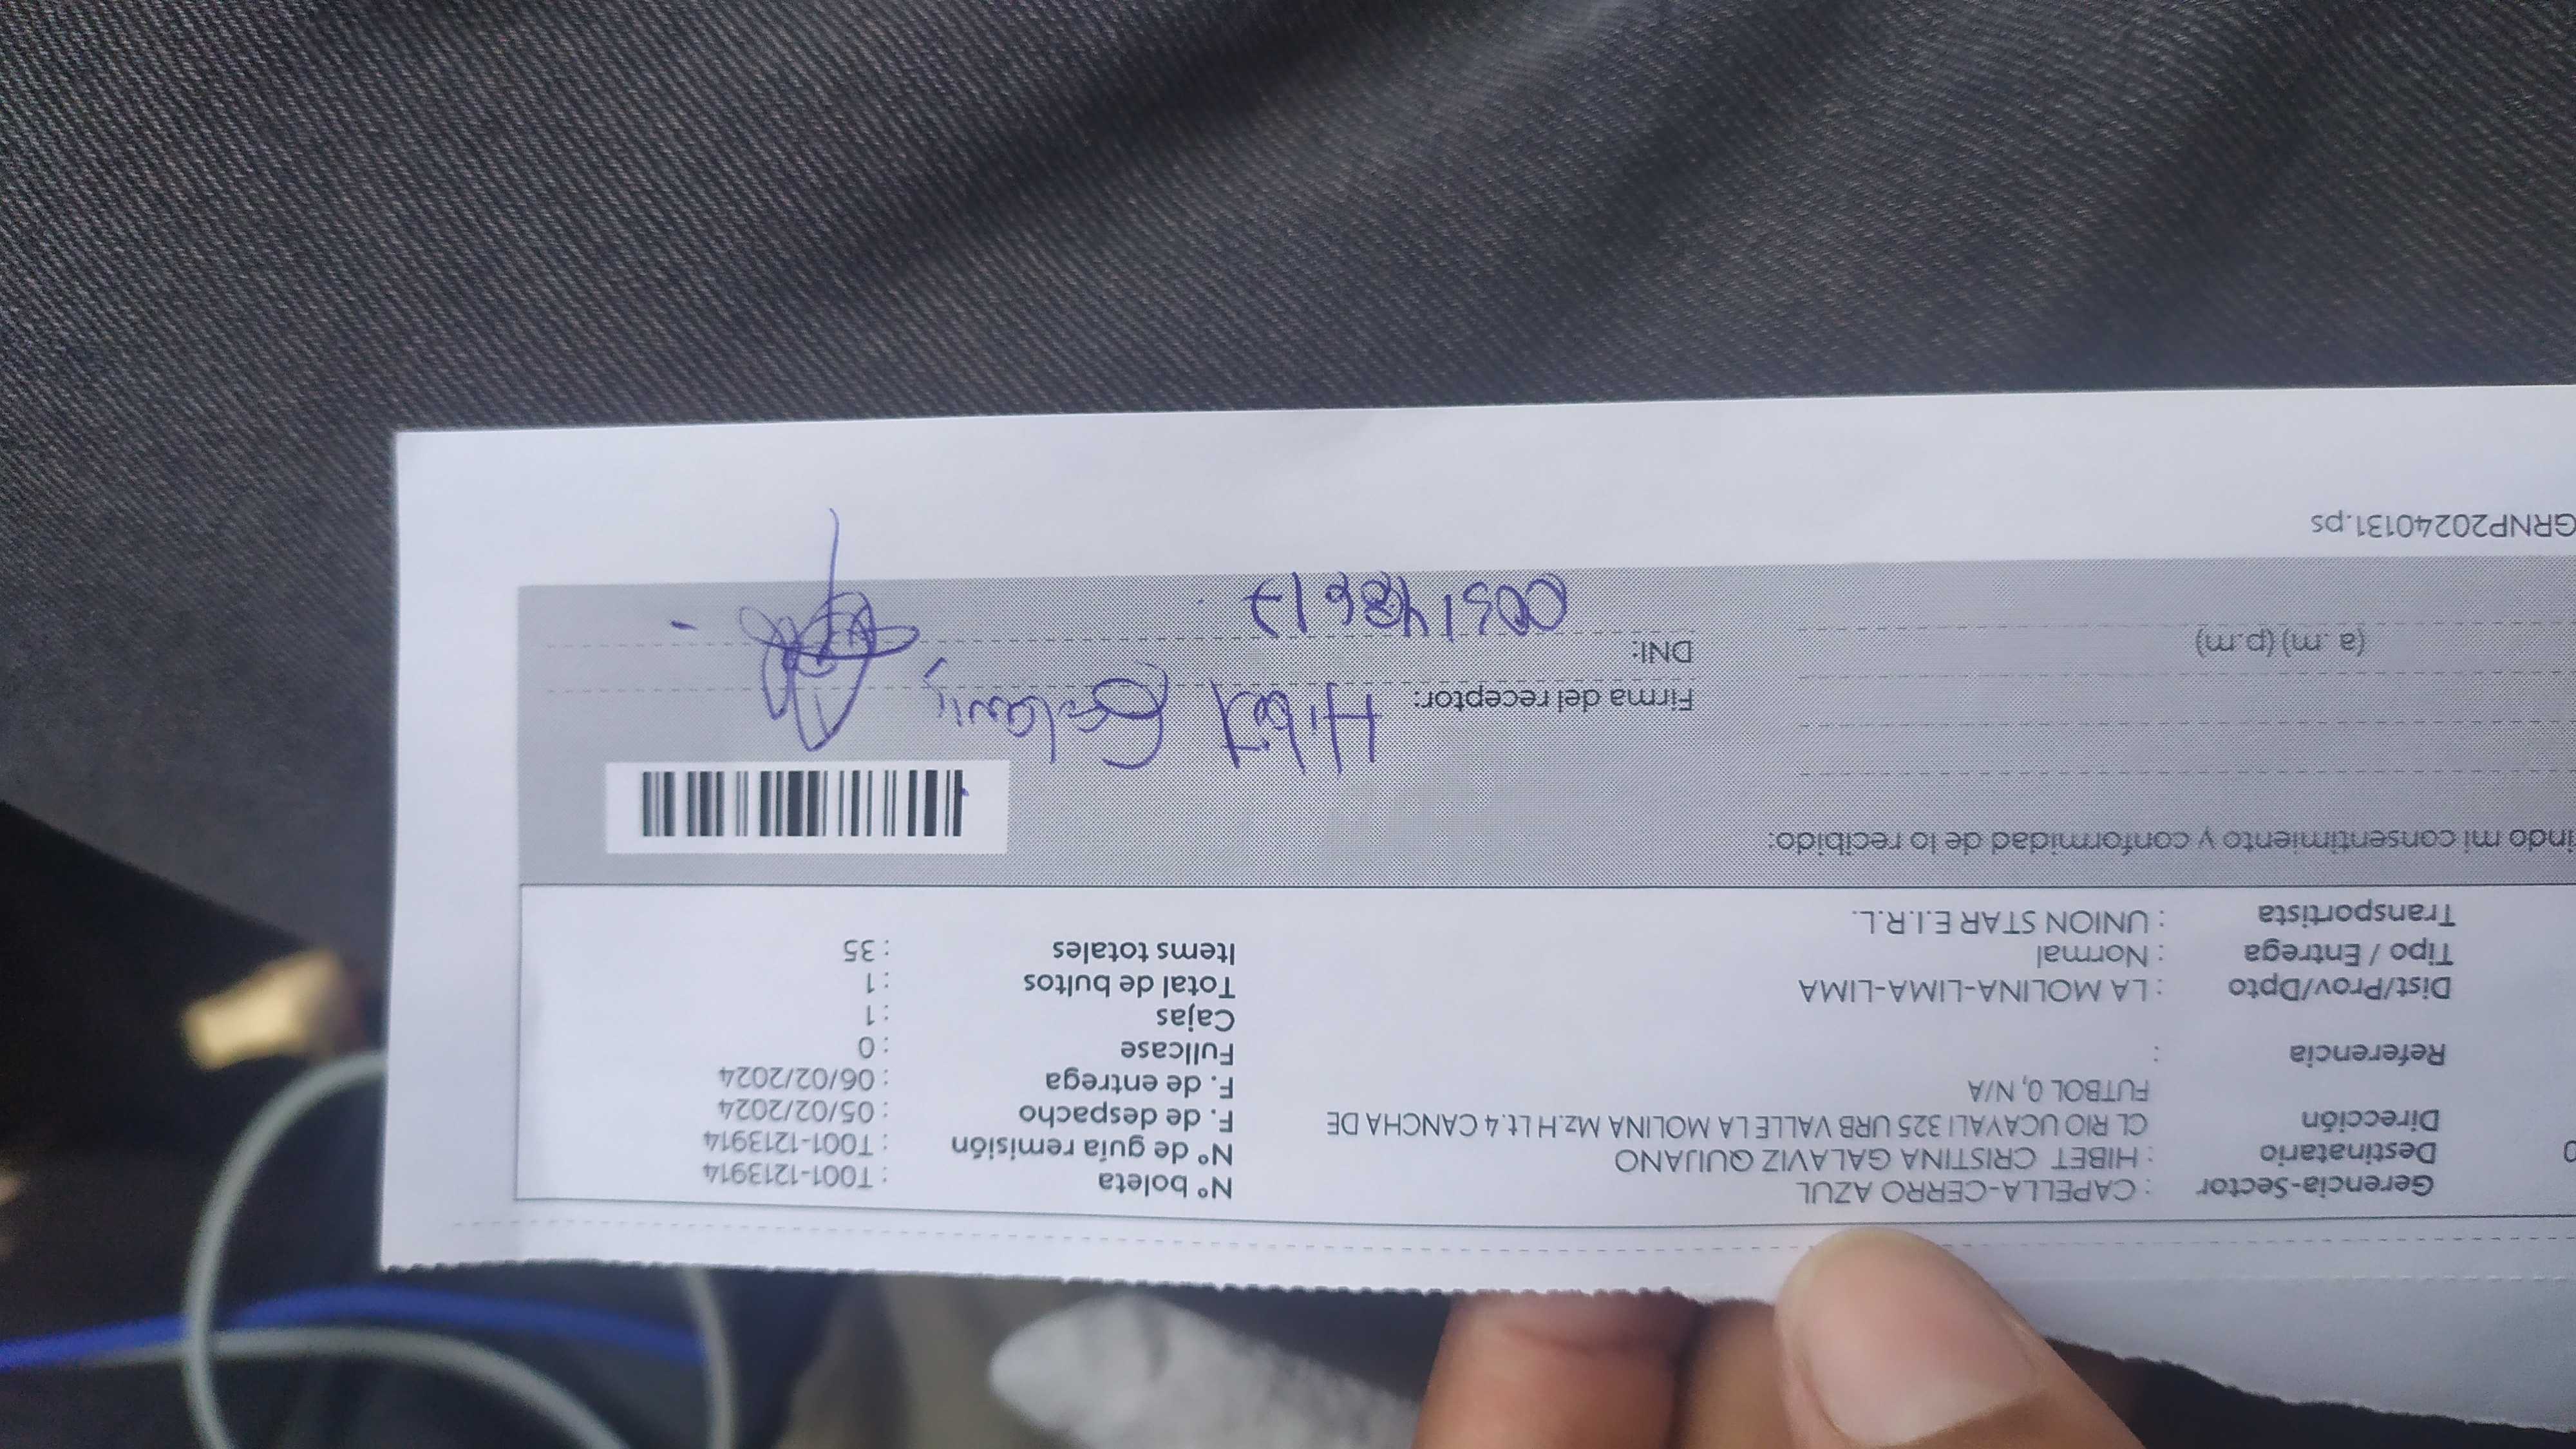 Gerencia-Sector : CAPELLA-CERRO AZUL
Destinatario : HIBET CRISTINA GALAVIZ QUIJANO
Dirección CL RIO UCAYALI 325 URB VALLE LA MOLINA Mz.H Lt.4 CANCHA DE
FUTBOL 0, N/A
Referencia :
Dist/Prov/Dpto : LA MOLINA-LIMA-LIMA
Tipo / Entrega : Normal
Transportista : UNION STAR E.I.R.L.
N° boleta : T001-1213914
N° de guía remisión : T001-1213914
F. de despacho : 05/02/2024
F. de entrega : 06/02/2024
Fullcase : 0
Cajas : 1
Total de bultos : 1
Items totales : 35
indo mi consentimiento y conformidad de lo recibido:
Firma del receptor: Hibet
DNI:
(a .m) (p.m)
GRNP20240131.ps